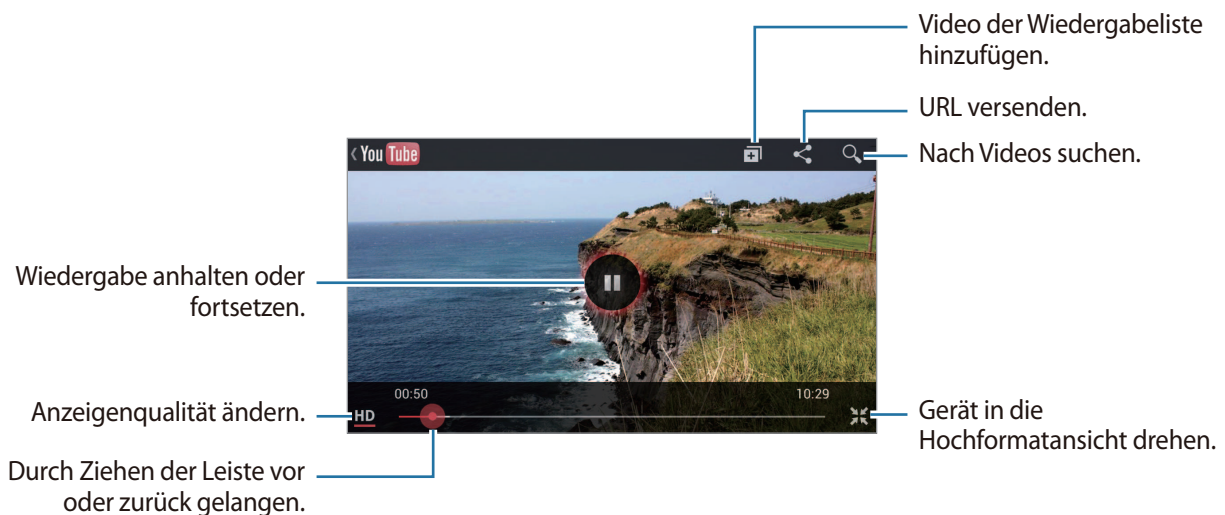 Video der Wiedergabeliste
hinzufügen.
URL versenden.
You Tube
Nach Videos suchen.
Wiedergabe anhalten oder
fortsetzen.
00:50
10:29
Anzeigenqualität ändern.
HD
Gerät in die
Hochformatansicht drehen.
Durch Ziehen der Leiste vor
oder zurück gelangen.